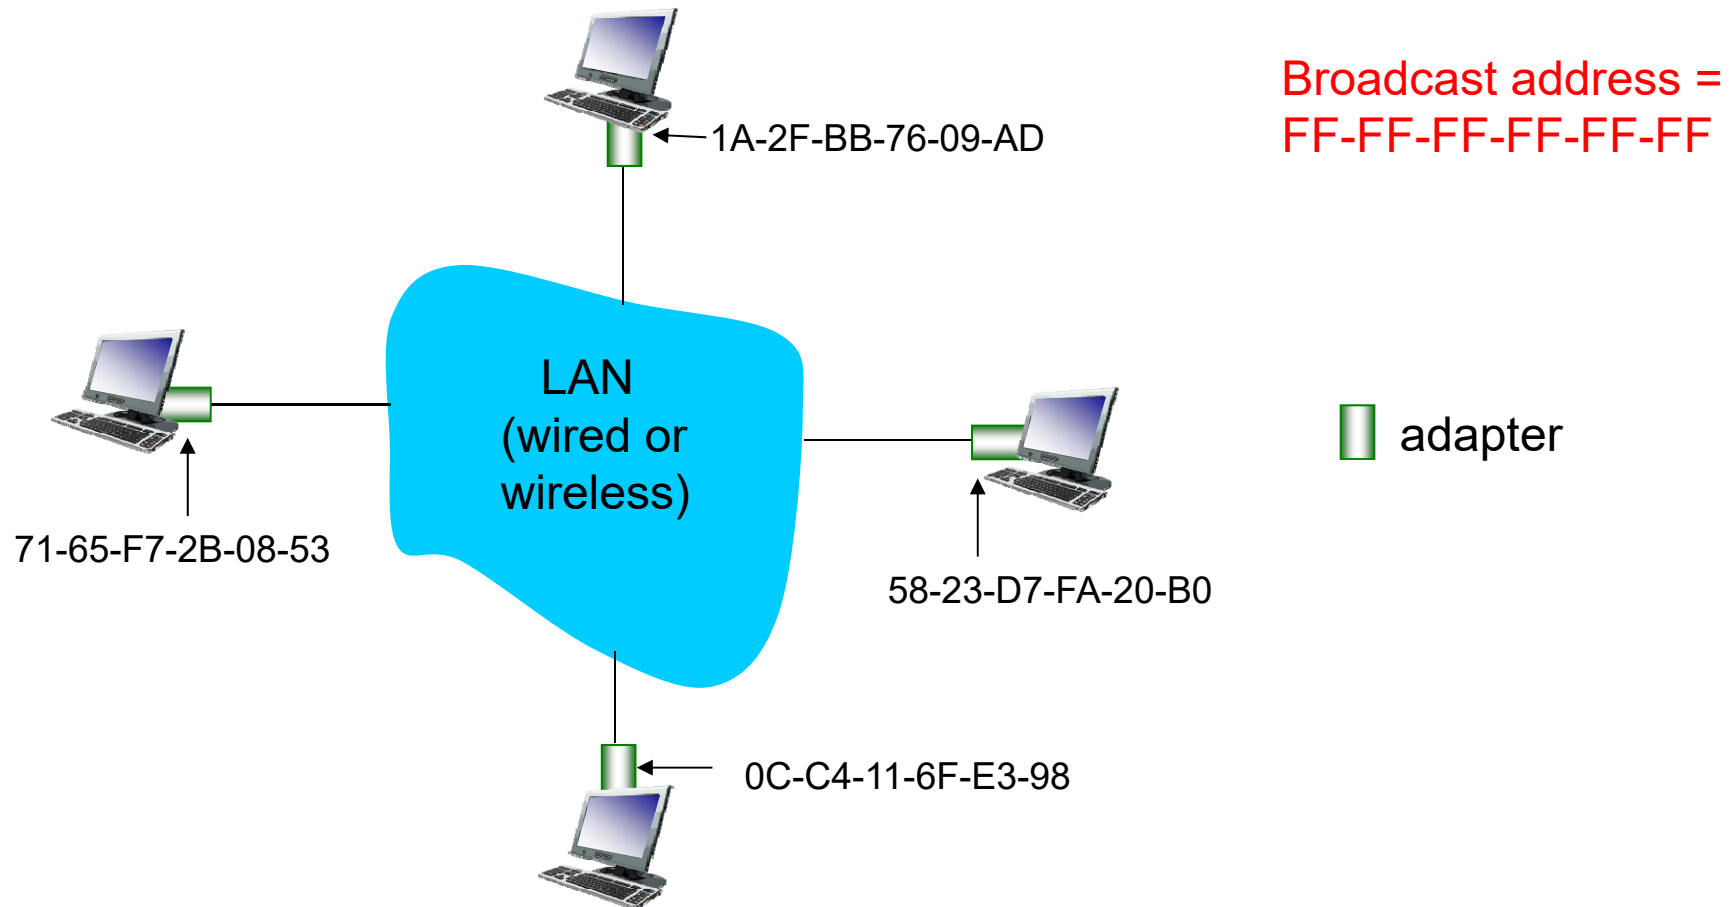 Broadcast address =
FF-FF-FF-FF-FF-FF
1A-2F-BB-76-09-AD
LAN
(wired or
wireless)
adapter
71-65-F7-2B-08-53
58-23-D7-FA-20-B0
0C-C4-11-6F-E3-98